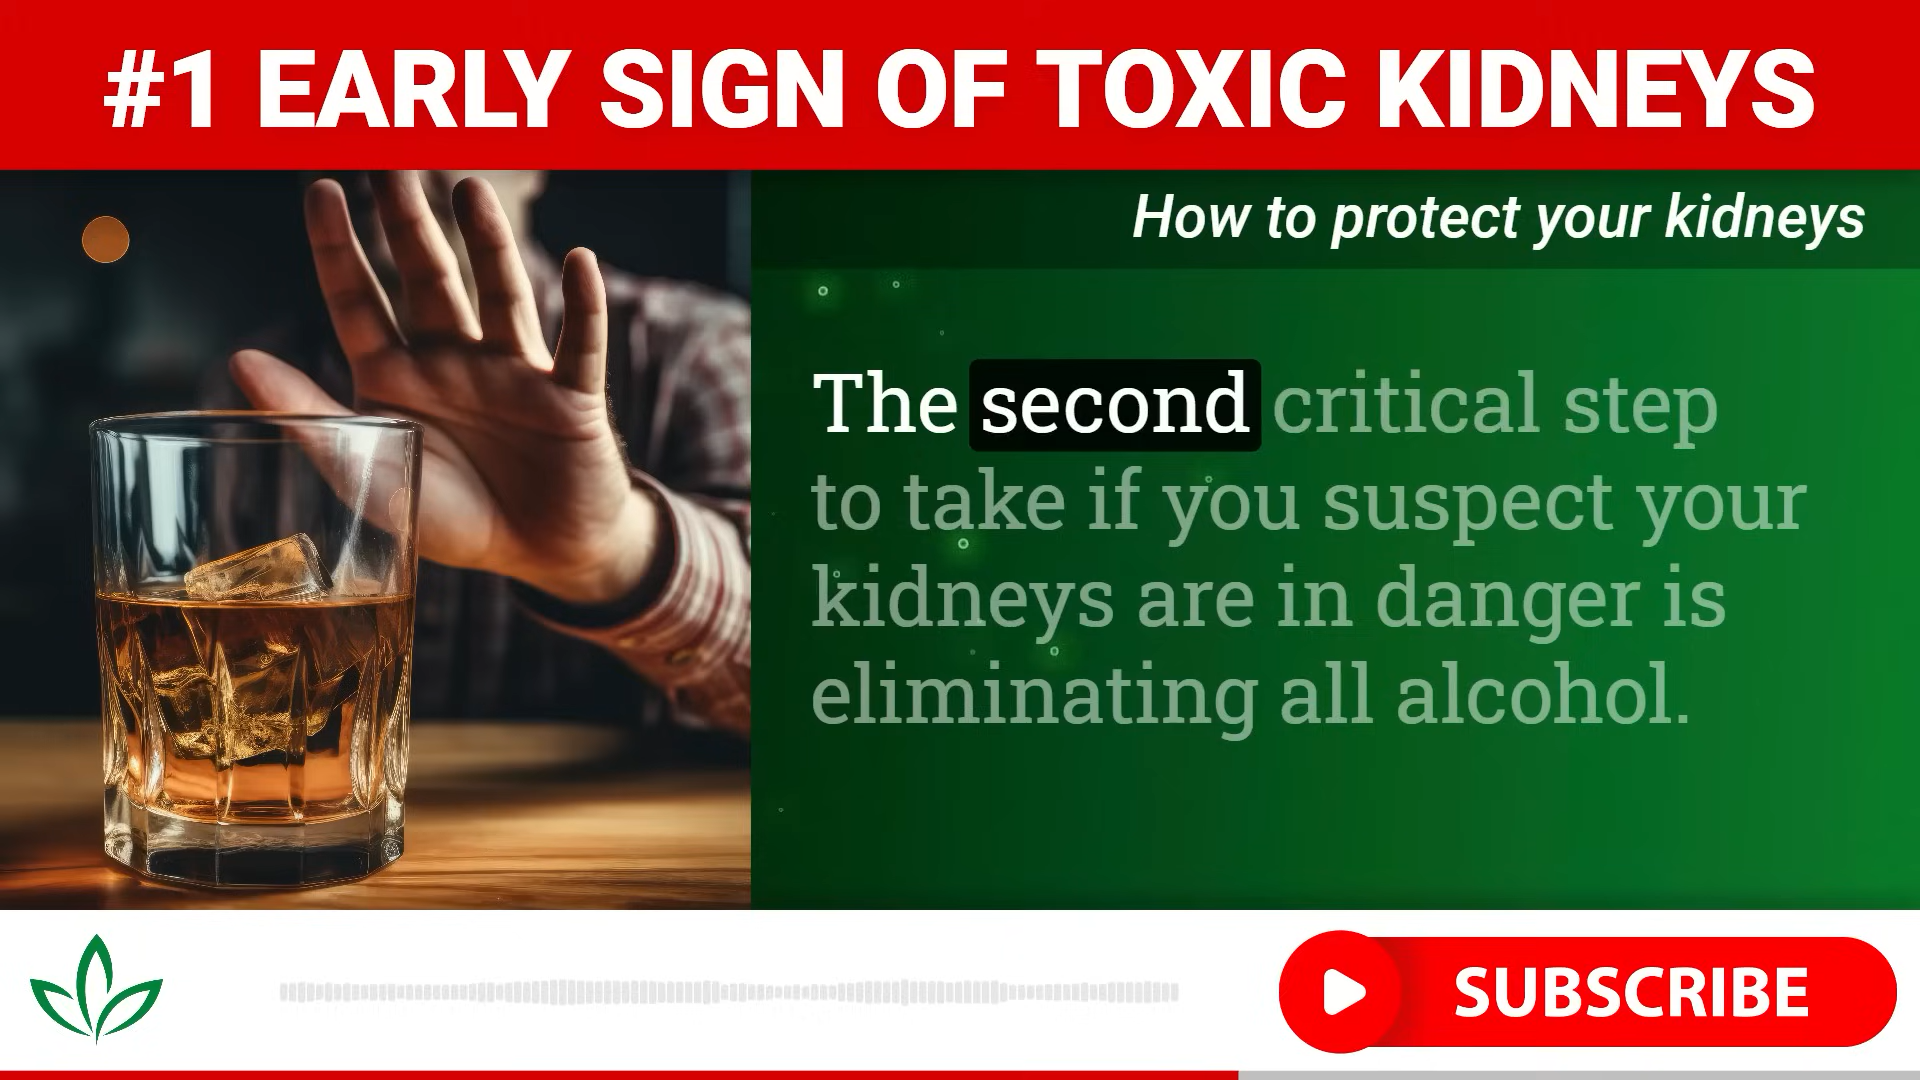 #1 EARLY SIGN OF TOXIC KIDNEYS
How to protect your kidneys
The second critical step
to take if you suspect your
kidneys are in danger is
eliminating all alcohol.
SUBSCRIBE